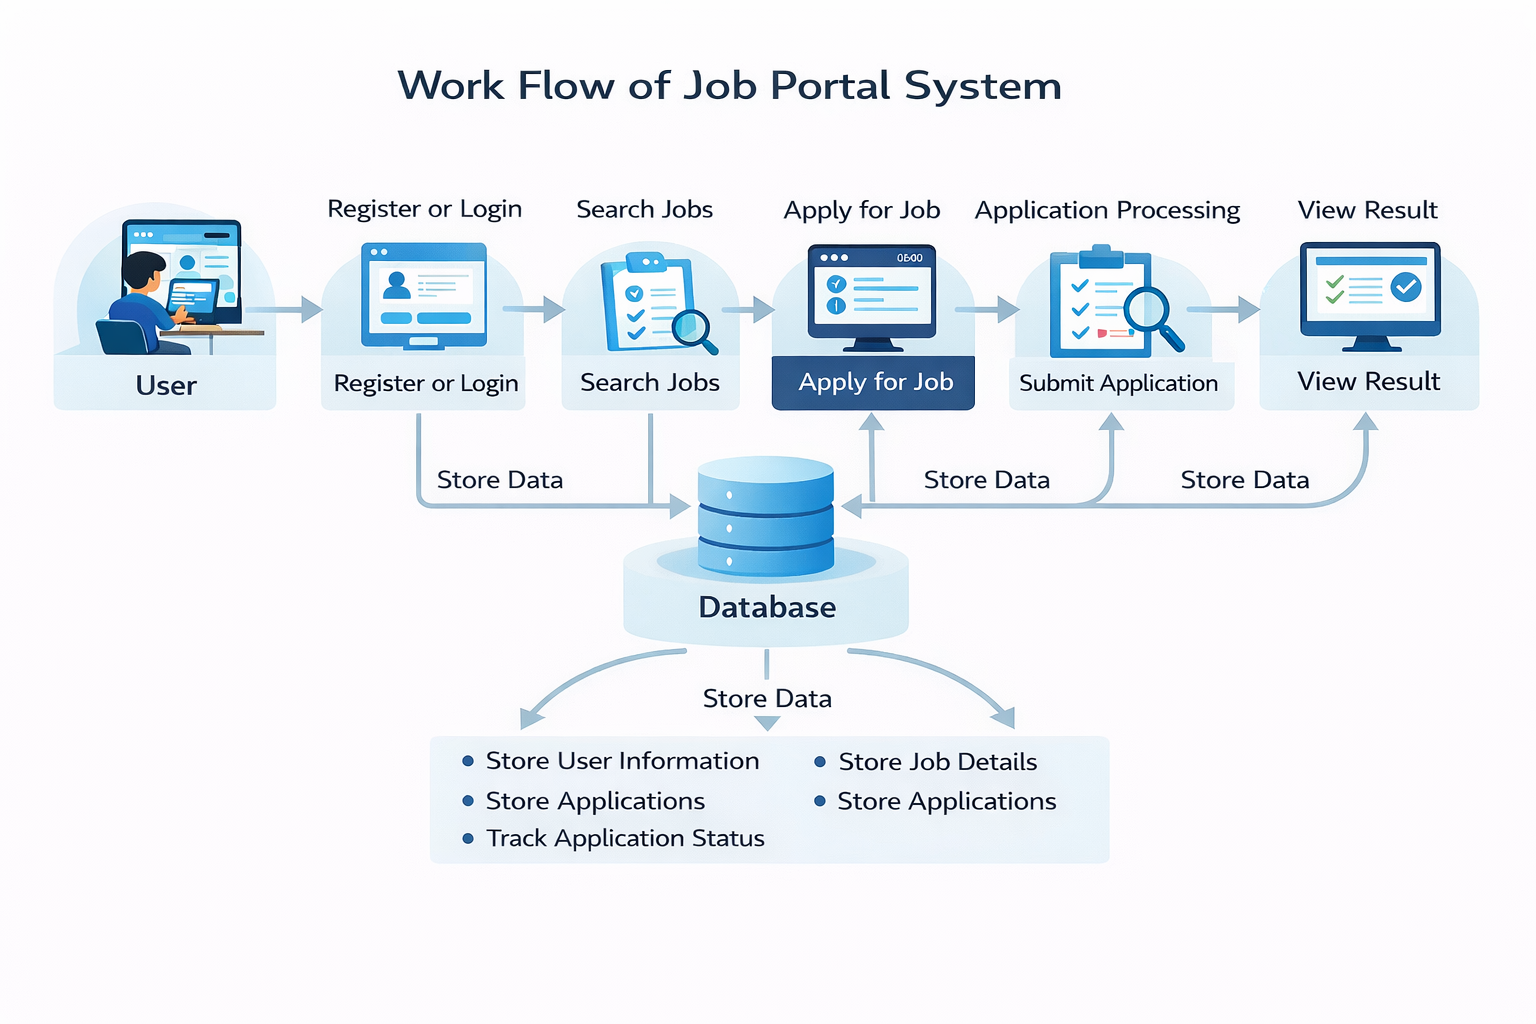 Work Flow of Job Portal System
Register or Login
Search Jobs
Apply for Job
Application Processing
View Result
User
Register or Login
Search Jobs
Apply for Job
Submit Application
View Result
Store Data
Store Data
Store Data
Database
Store Data
Store User Information
Store Job Details
Store Applications
Store Applications
Track Application Status